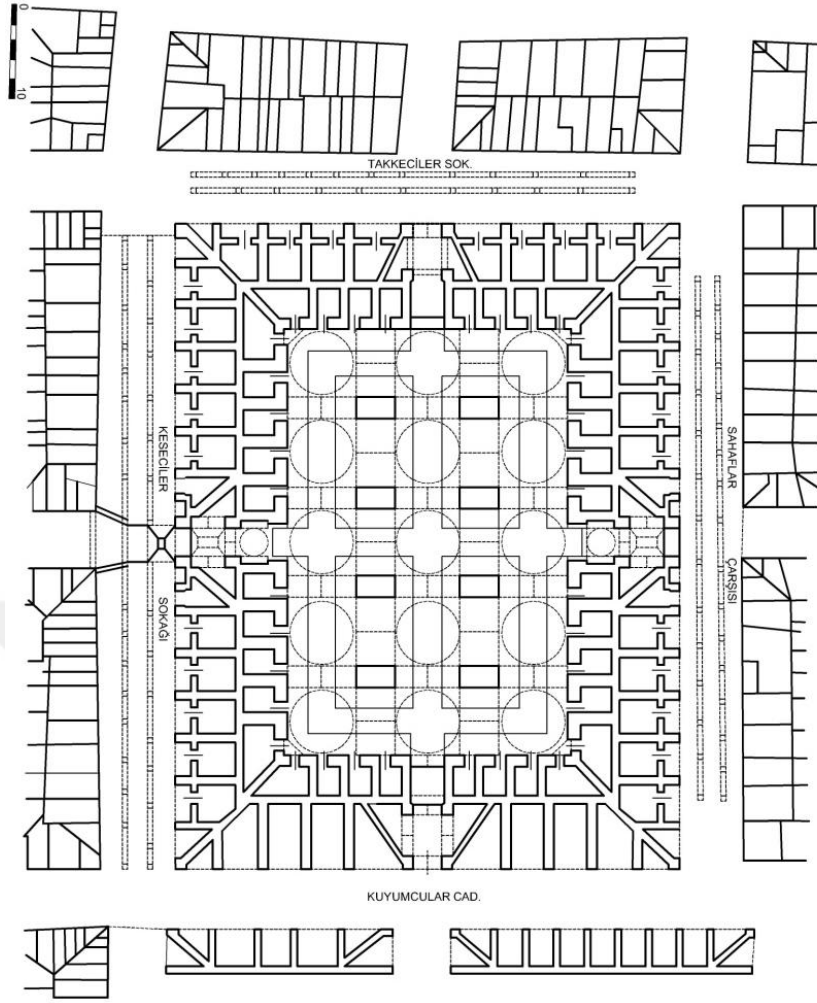 0
10
TAKKECİLER SOK.
KESECİLER
SOKAĞI
SAHAFLAR
ÇARŞISI
KUYUMCULAR CAD.